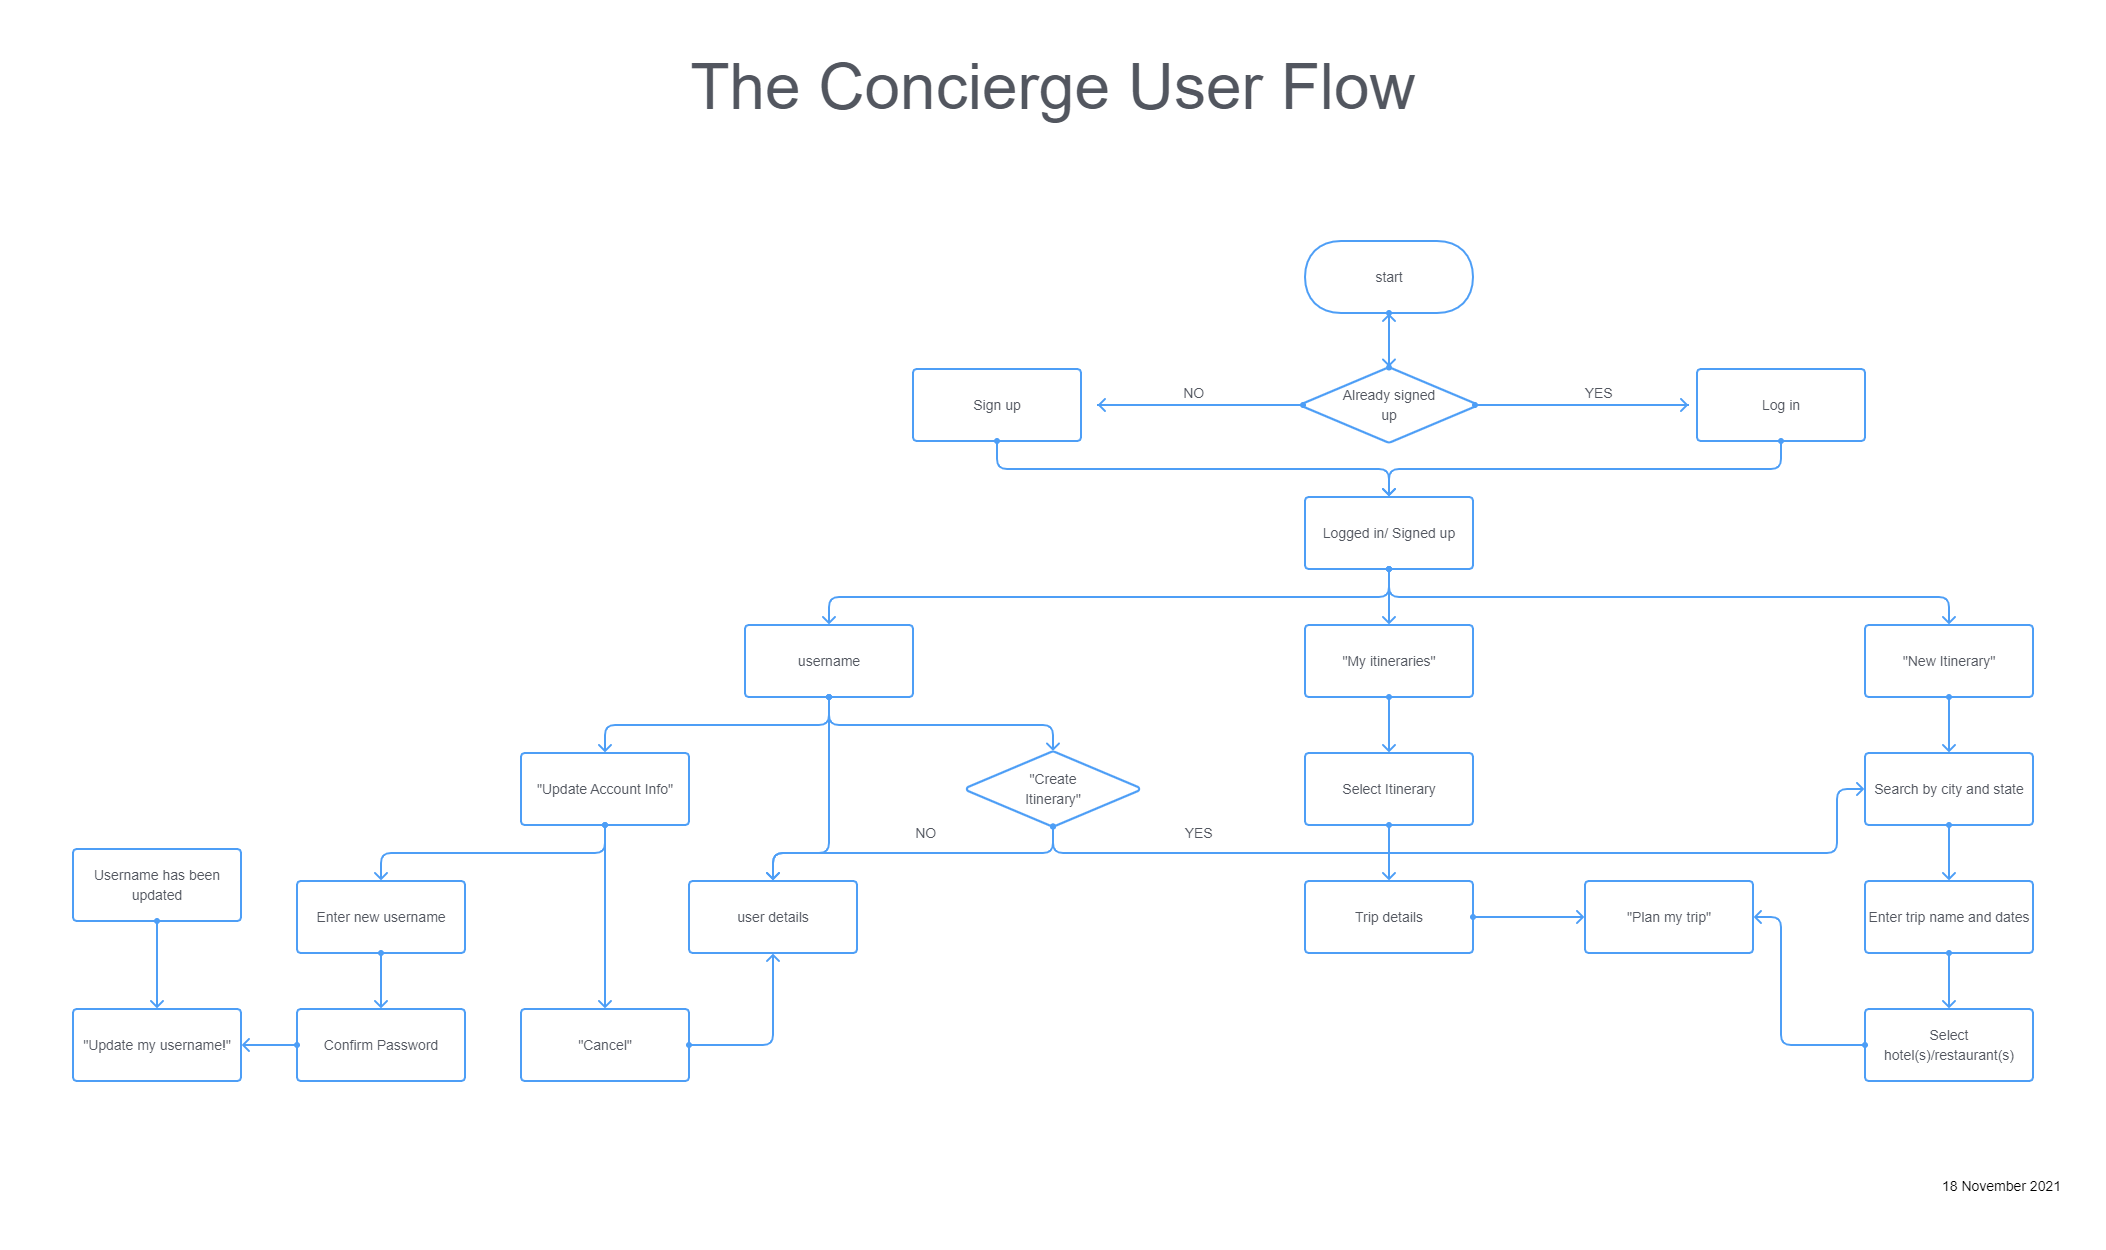 The Concierge User Flow
start
Sign up
NO
Already signed
up
YES
Log in
Logged in/ Signed up
username
"My itineraries"
"New Itinerary"
"Update Account Info"
"Create
Itinerary"
Select Itinerary
Search by city and state
NO
YES
Username has been
updated
Enter new username
user details
Trip details
"Plan my trip"
Enter trip name and dates
"Update my username!"
Confirm Password
"Cancel"
Select
hotel(s)/restaurant(s)
18 November 2021